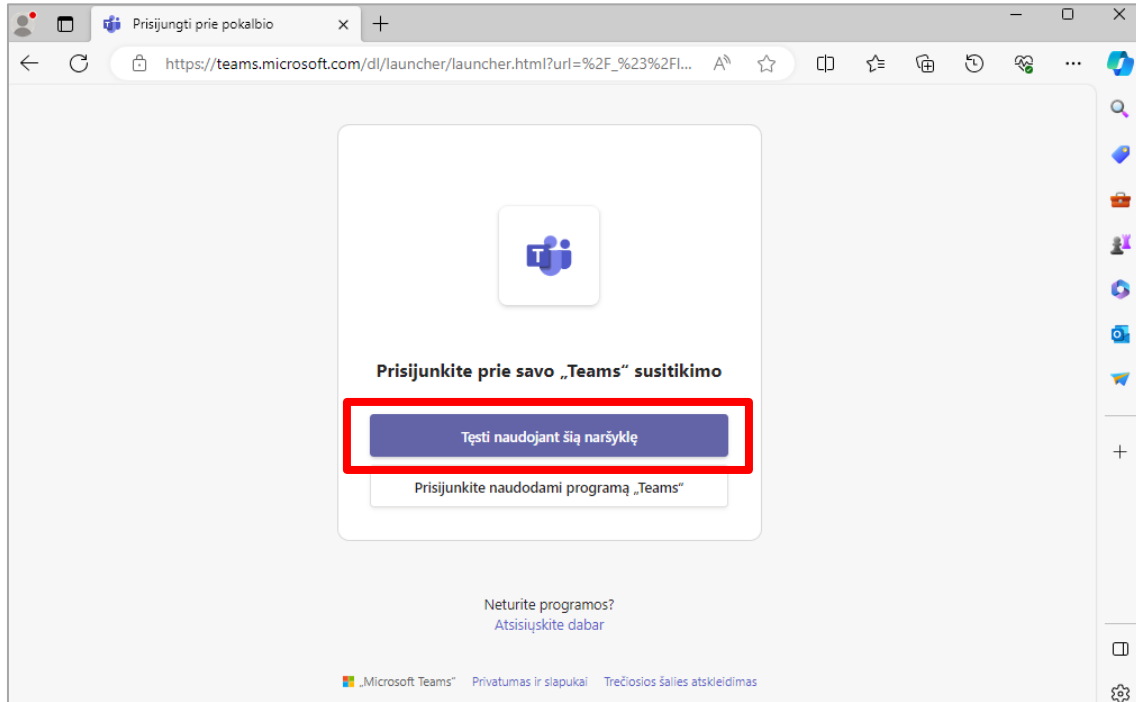 Prisijungti prie pokalbio
https://teams.microsoft.com/dl/launcher/launcher.html?url=%2F_%23%2Fl...
Prisijunkite prie savo „Teams“ susitikimo
Tęsti naudojant šią naršyklę
Prisijunkite naudodami programą „Teams“
Neturite programos?
Atsisiųskite dabar
„Microsoft Teams“ Privatumas ir slapukai Trečiosios šalies atskleidimas